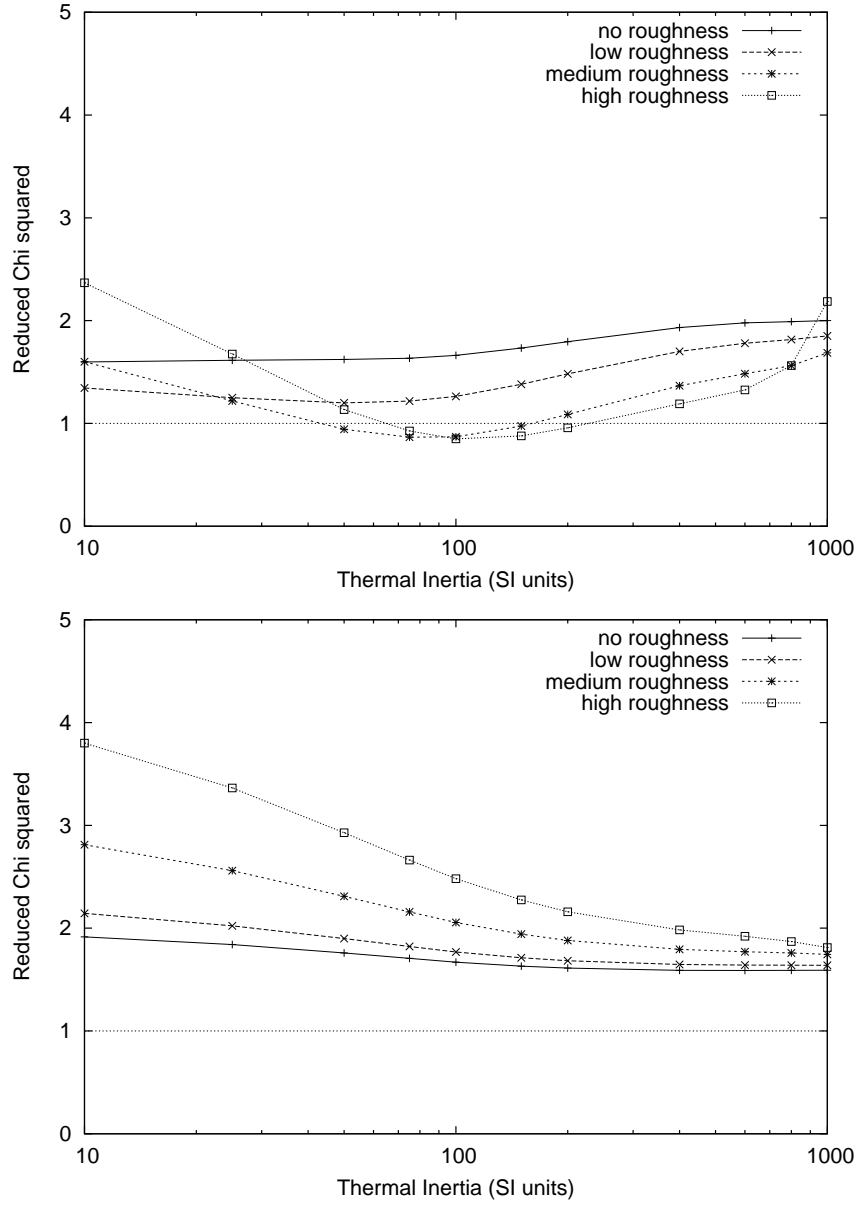 5
4
3
2
1
0
Reduced Chi squared
no roughness
low roughness
medium roughness
high roughness
10
100
1000
Thermal Inertia (SI units)
5
4
3
2
1
0
Reduced Chi squared
no roughness
low roughness
medium roughness
high roughness
10
100
1000
Thermal Inertia (SI units)